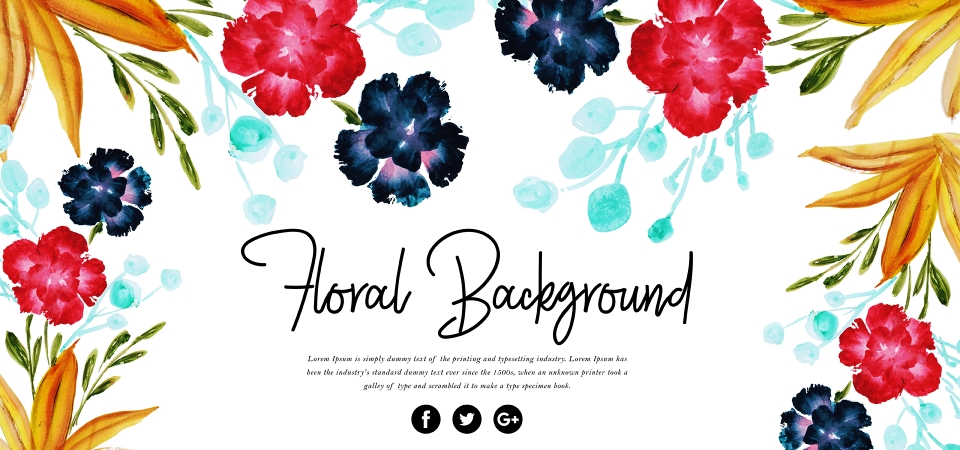 Floral Background
Lorem Ipsum is simply dummy text of the printing and typesetting industry. Lorem Ipsum has
been the industry's standard dummy text ever since the 1500s, when an unknown printer took a
galley of type and scrambled it to make a type specimen book.
f G+